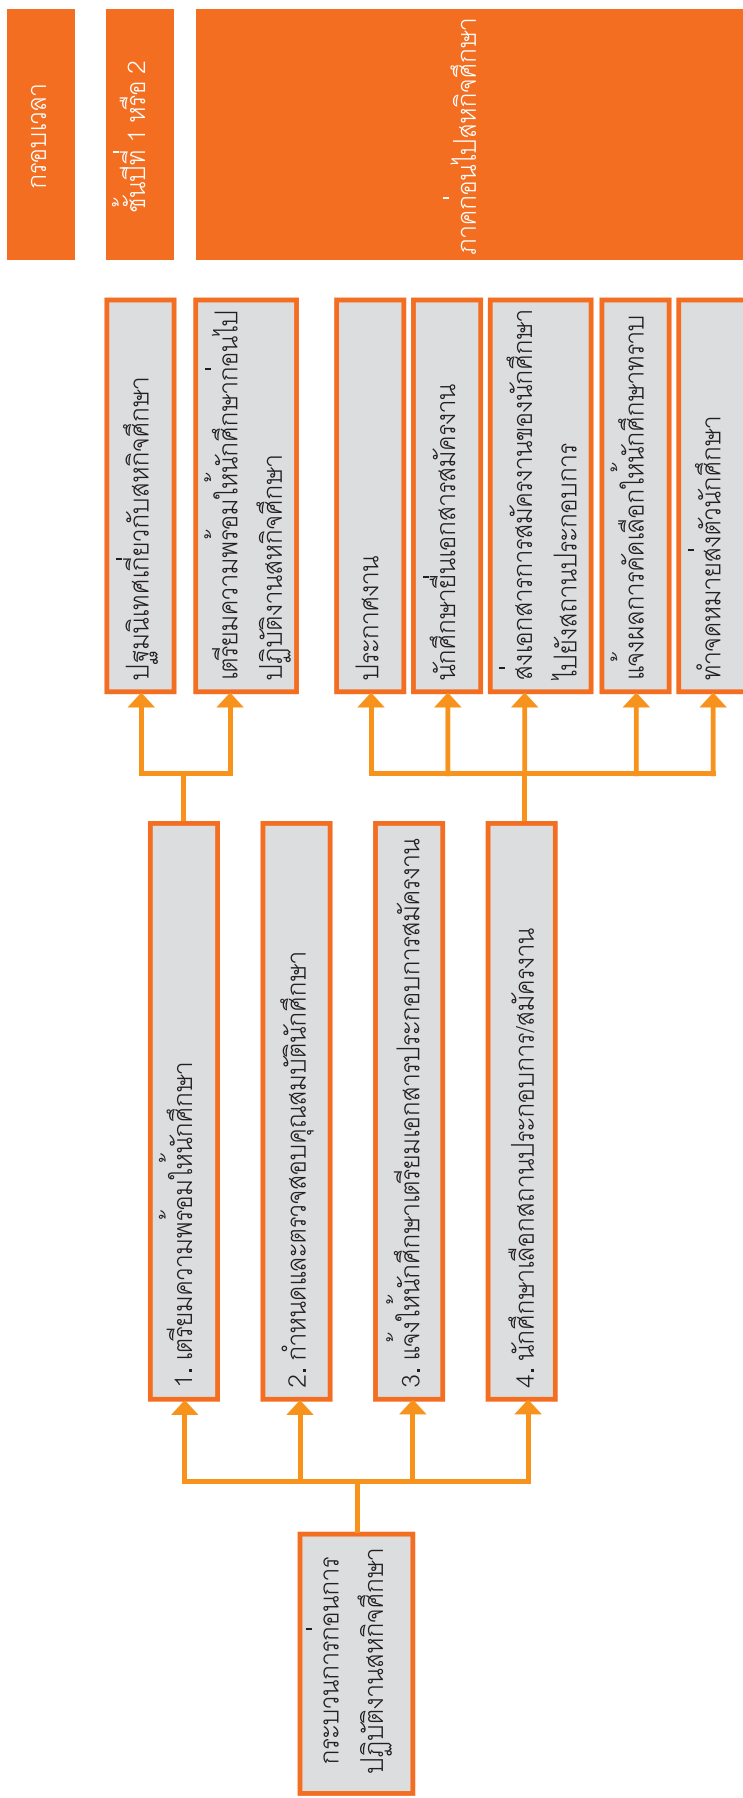 กรอบเวลา
ชั้นปีที่ 1 หรือ 2
ภาคก่อนไปสหกิจศึกษา
กระบวนการก่อนการ
ปฏิบัติงานสหกิจศึกษา
1. เตรียมความพร้อมให้นักศึกษา
2. กำหนดและตรวจสอบคุณสมบัตินักศึกษา
3. แจ้งให้นักศึกษาเตรียมเอกสารประกอบการสมัครงาน
4. นักศึกษาเลือกสถานประกอบการ/สมัครงาน
ปฐมนิเทศเกี่ยวกับสหกิจศึกษา
เตรียมความพร้อมให้นักศึกษาก่อนไป
ปฏิบัติงานสหกิจศึกษา
ประกาศงาน
นักศึกษายื่นเอกสารสมัครงาน
ส่งเอกสารการสมัครงานของนักศึกษา
ไปยังสถานประกอบการ
แจ้งผลการคัดเลือกให้นักศึกษาทราบ
ทำจดหมายส่งตัวนักศึกษา